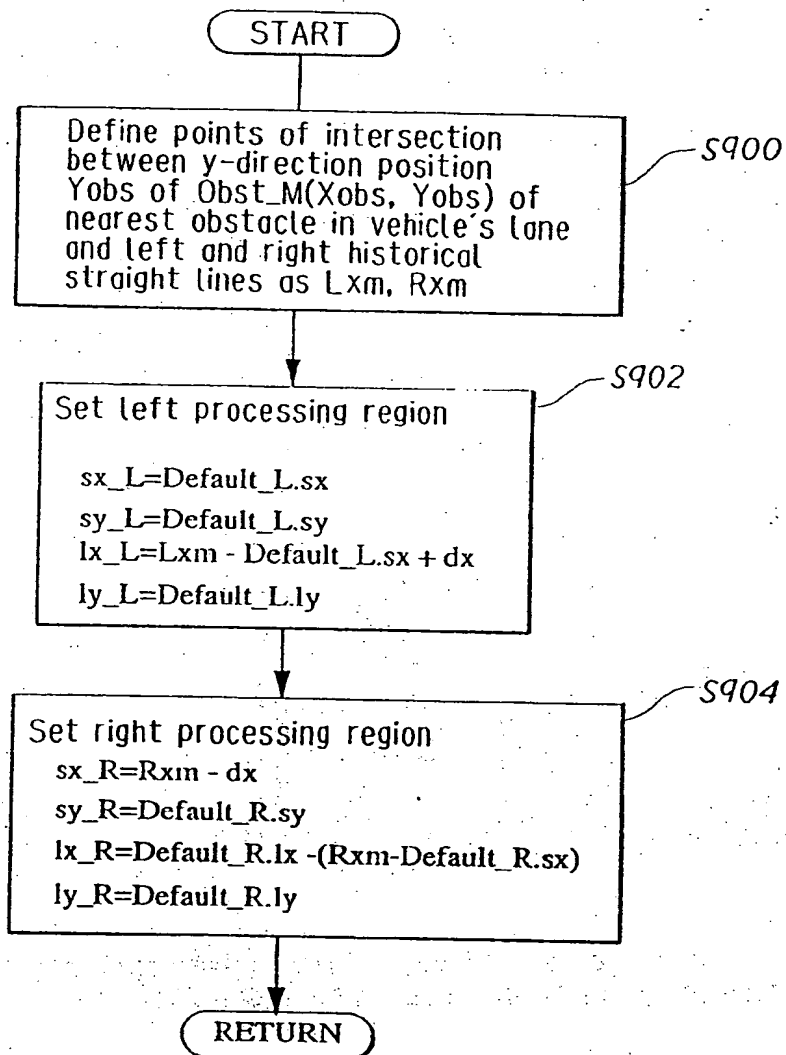 START
Define points of intersection
between y-direction position
Yobs of Obst_M(Xobs, Yobs) of
nearest obstacle in vehicle's lane
and left and right historical
straight lines as Lxm, Rxm
S900
Set left processing region
S902
sx_L=Default_L.sx
sy_L=Default_L.sy
lx_L=Lxm - Default_L.sx + dx
ly_L=Default_L.ly
Set right processing region
S904
sx_R=Rxm - dx
sy_R=Default_R.sy
lx_R=Default_R.lx -(Rxm-Default_R.sx)
ly_R=Default_R.ly
RETURN